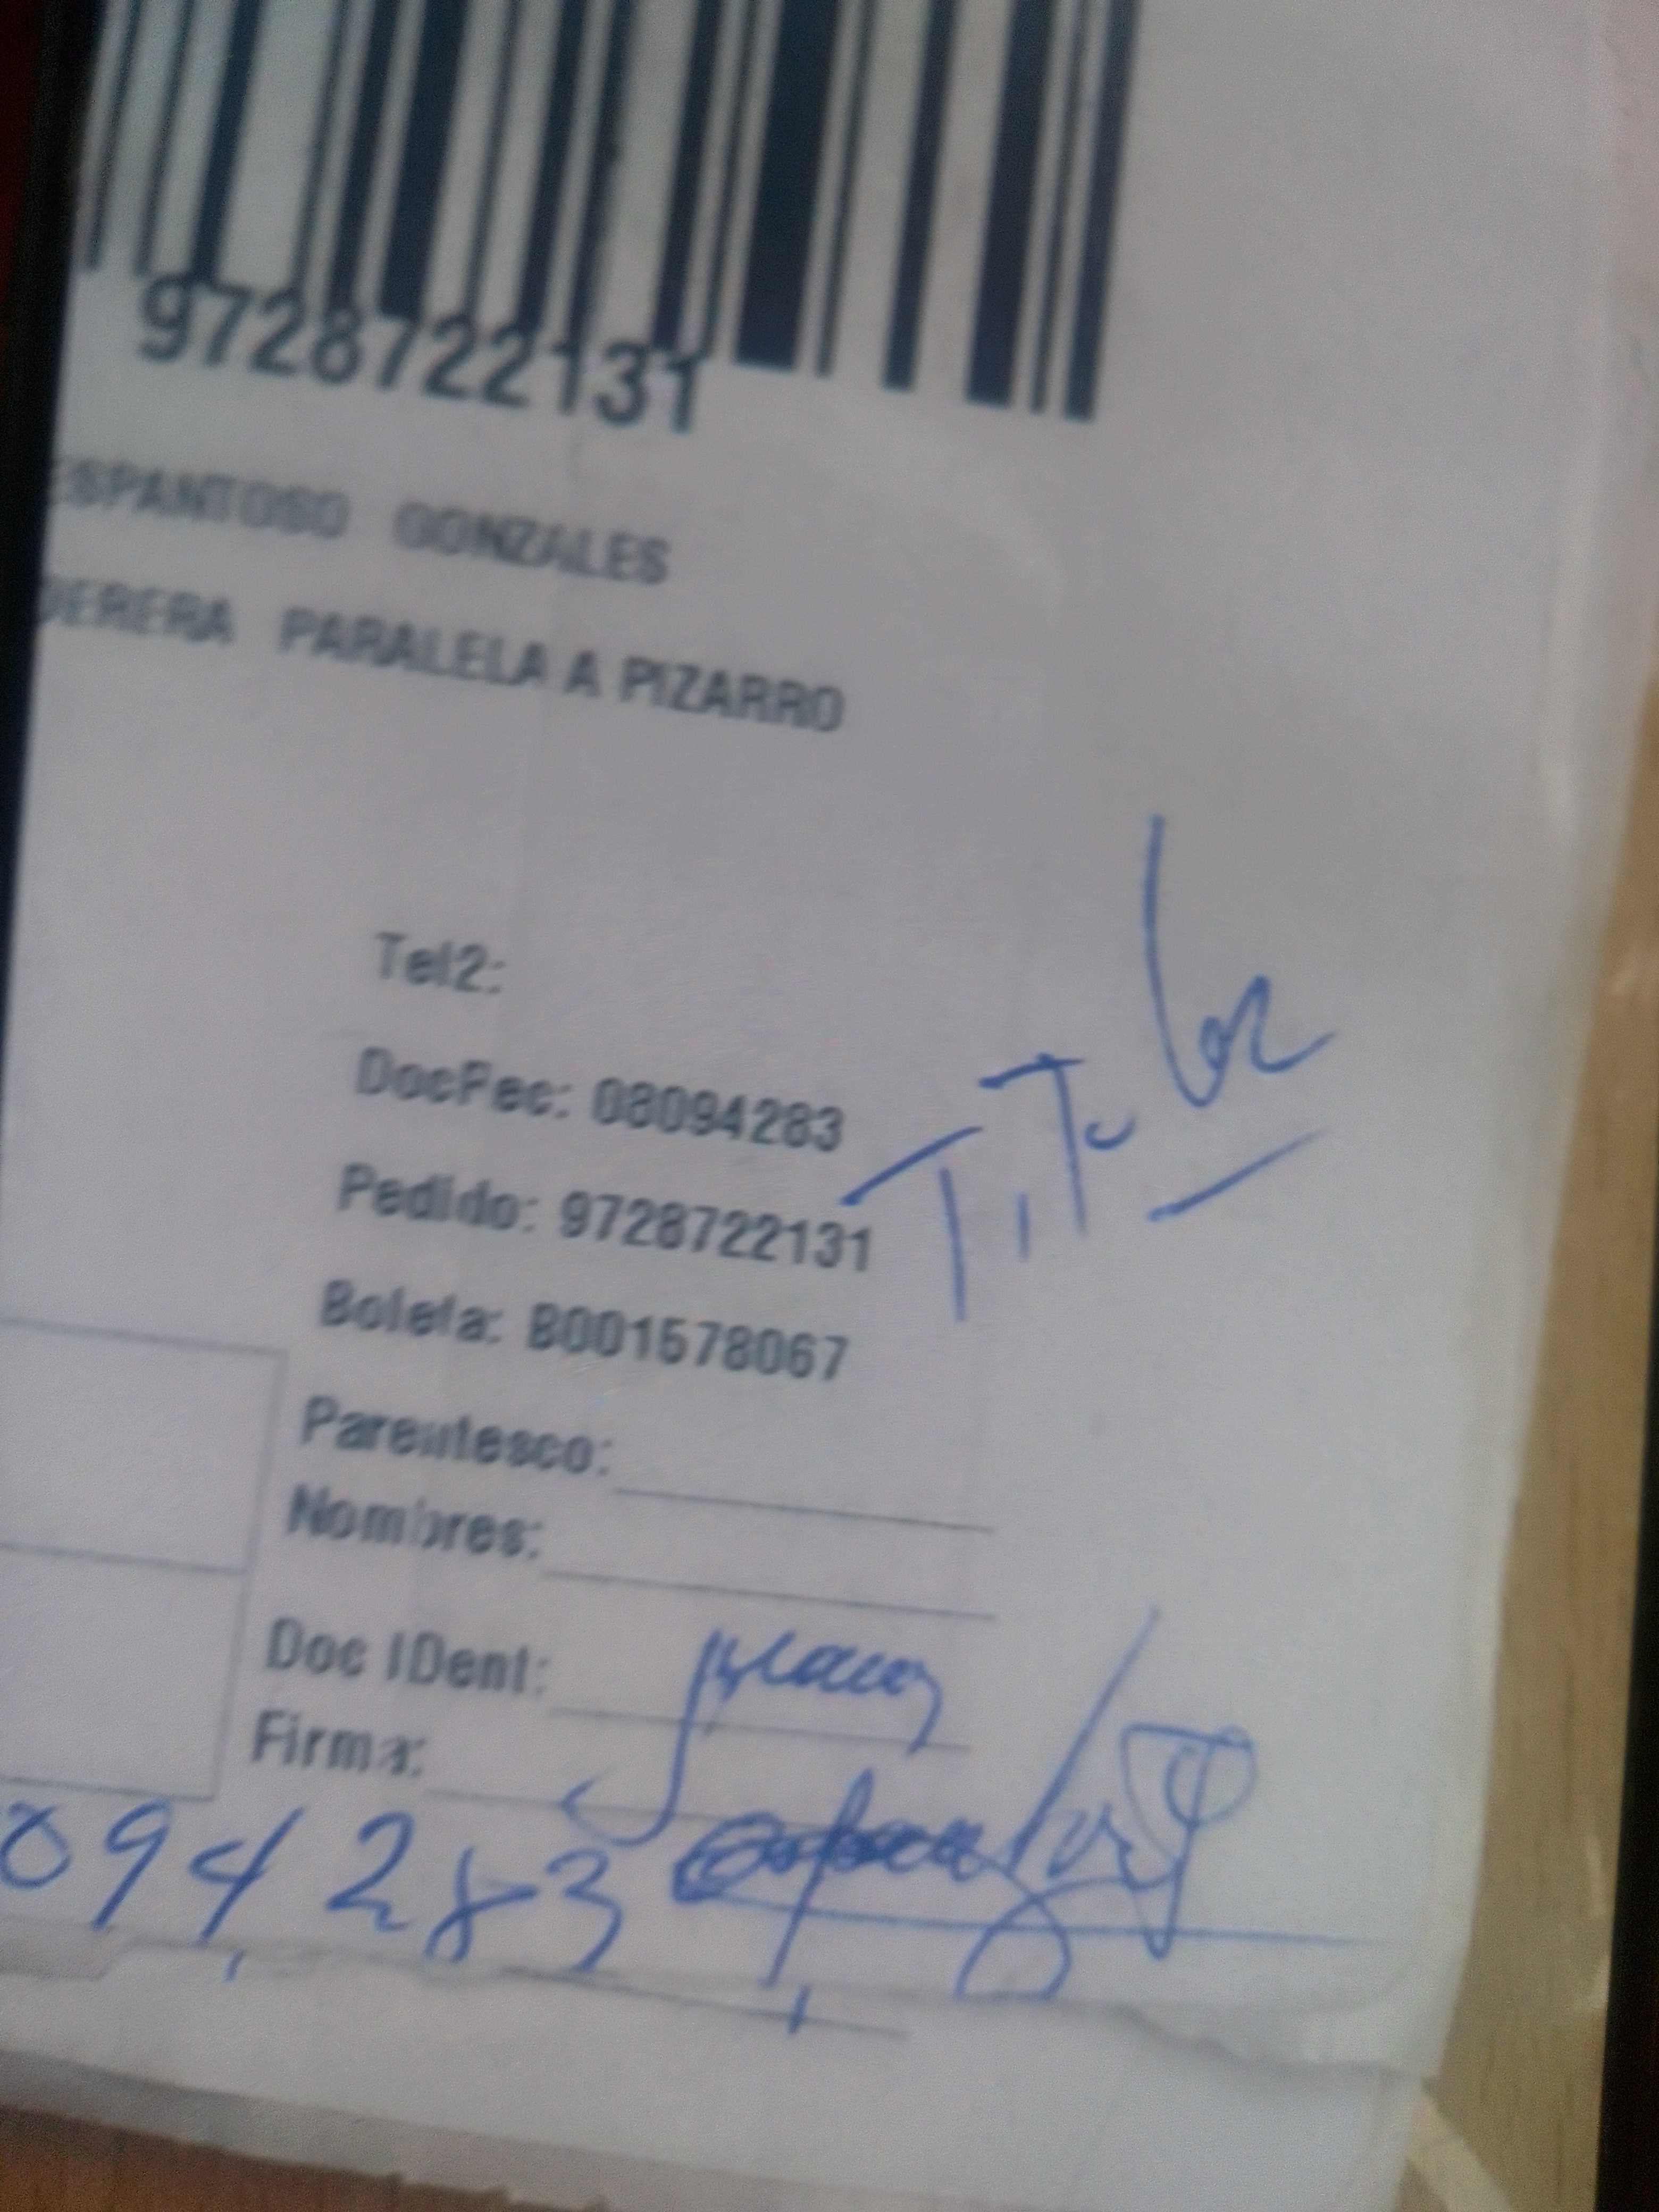 9728722131
ESPANTOSO GONZALES
DERERA PARALELA A PIZARRO
Tel2:
DocPec: 08094283
Pedido: 9728722131
Titular
Boleta: B001578067
Parentesco:
Nombres:
Doc IDent:
Firma:
094283